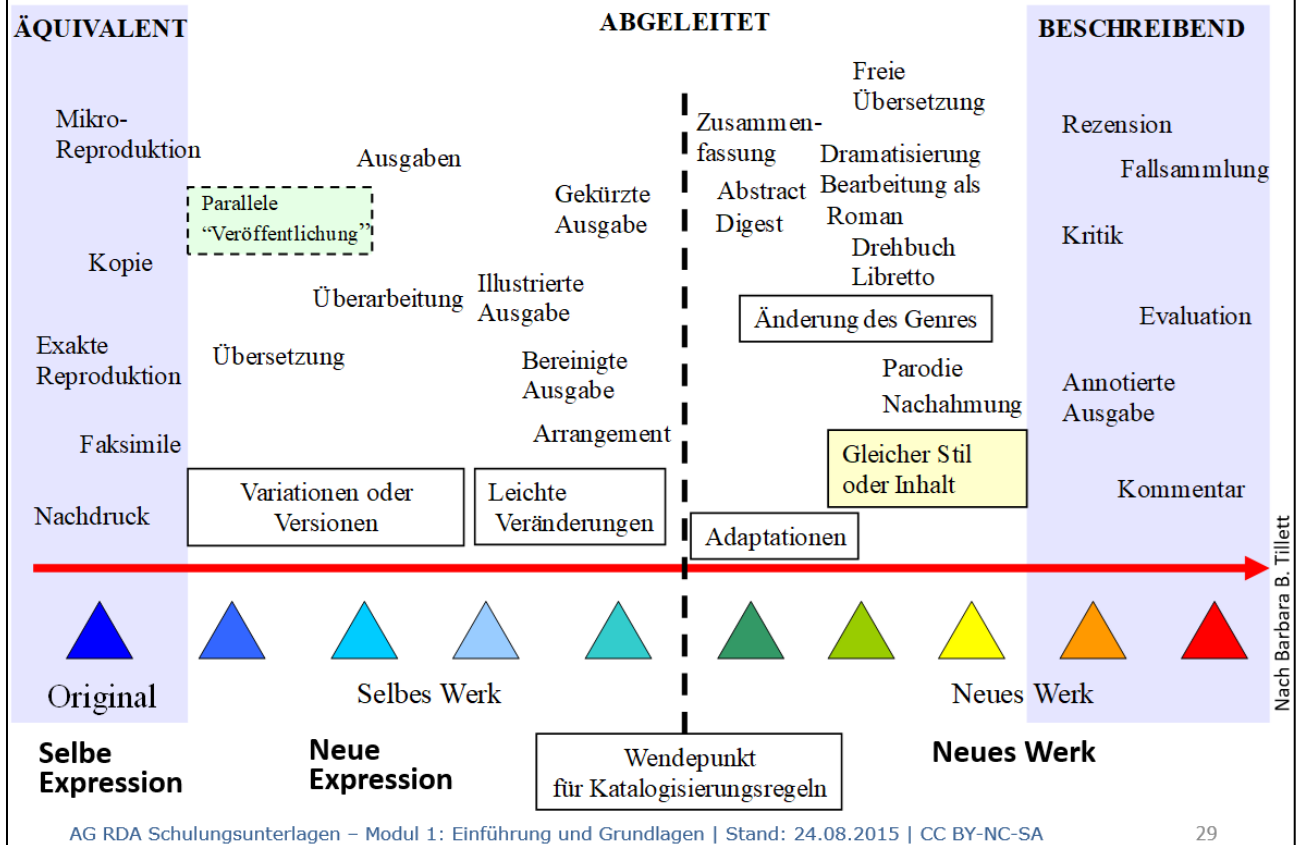 ÄQUIVALENT
ABGELEITET
BESCHREIBEND
Mikro-
Reproduktion
Kopie
Exakte
Reproduktion
Faksimile
Nachdruck
Ausgaben
Parallele
“Veröffentlichung”
Gekürzte
Ausgabe
Überarbeitung
Illustrierte
Ausgabe
Übersetzung
Bereinigte
Ausgabe
Arrangement
Variationen oder
Versionen
Leichte
Veränderungen
Freie
Übersetzung
Zusammen-
fassung
Abstract
Digest
Dramatisierung
Bearbeitung als
Roman
Drehbuch
Libretto
Änderung des Genres
Parodie
Nachahmung
Gleicher Stil
oder Inhalt
Adaptationen
Rezension
Fallsammlung
Kritik
Evaluation
Annotierte
Ausgabe
Kommentar
Nach Barbara B. Tillett
Original
Selbes Werk
Neues Werk
Selbe
Expression
Neue
Expression
Wendepunkt
für Katalogisierungsregeln
Neues Werk
AG RDA Schulungsunterlagen – Modul 1: Einführung und Grundlagen | Stand: 24.08.2015 | CC BY-NC-SA
29